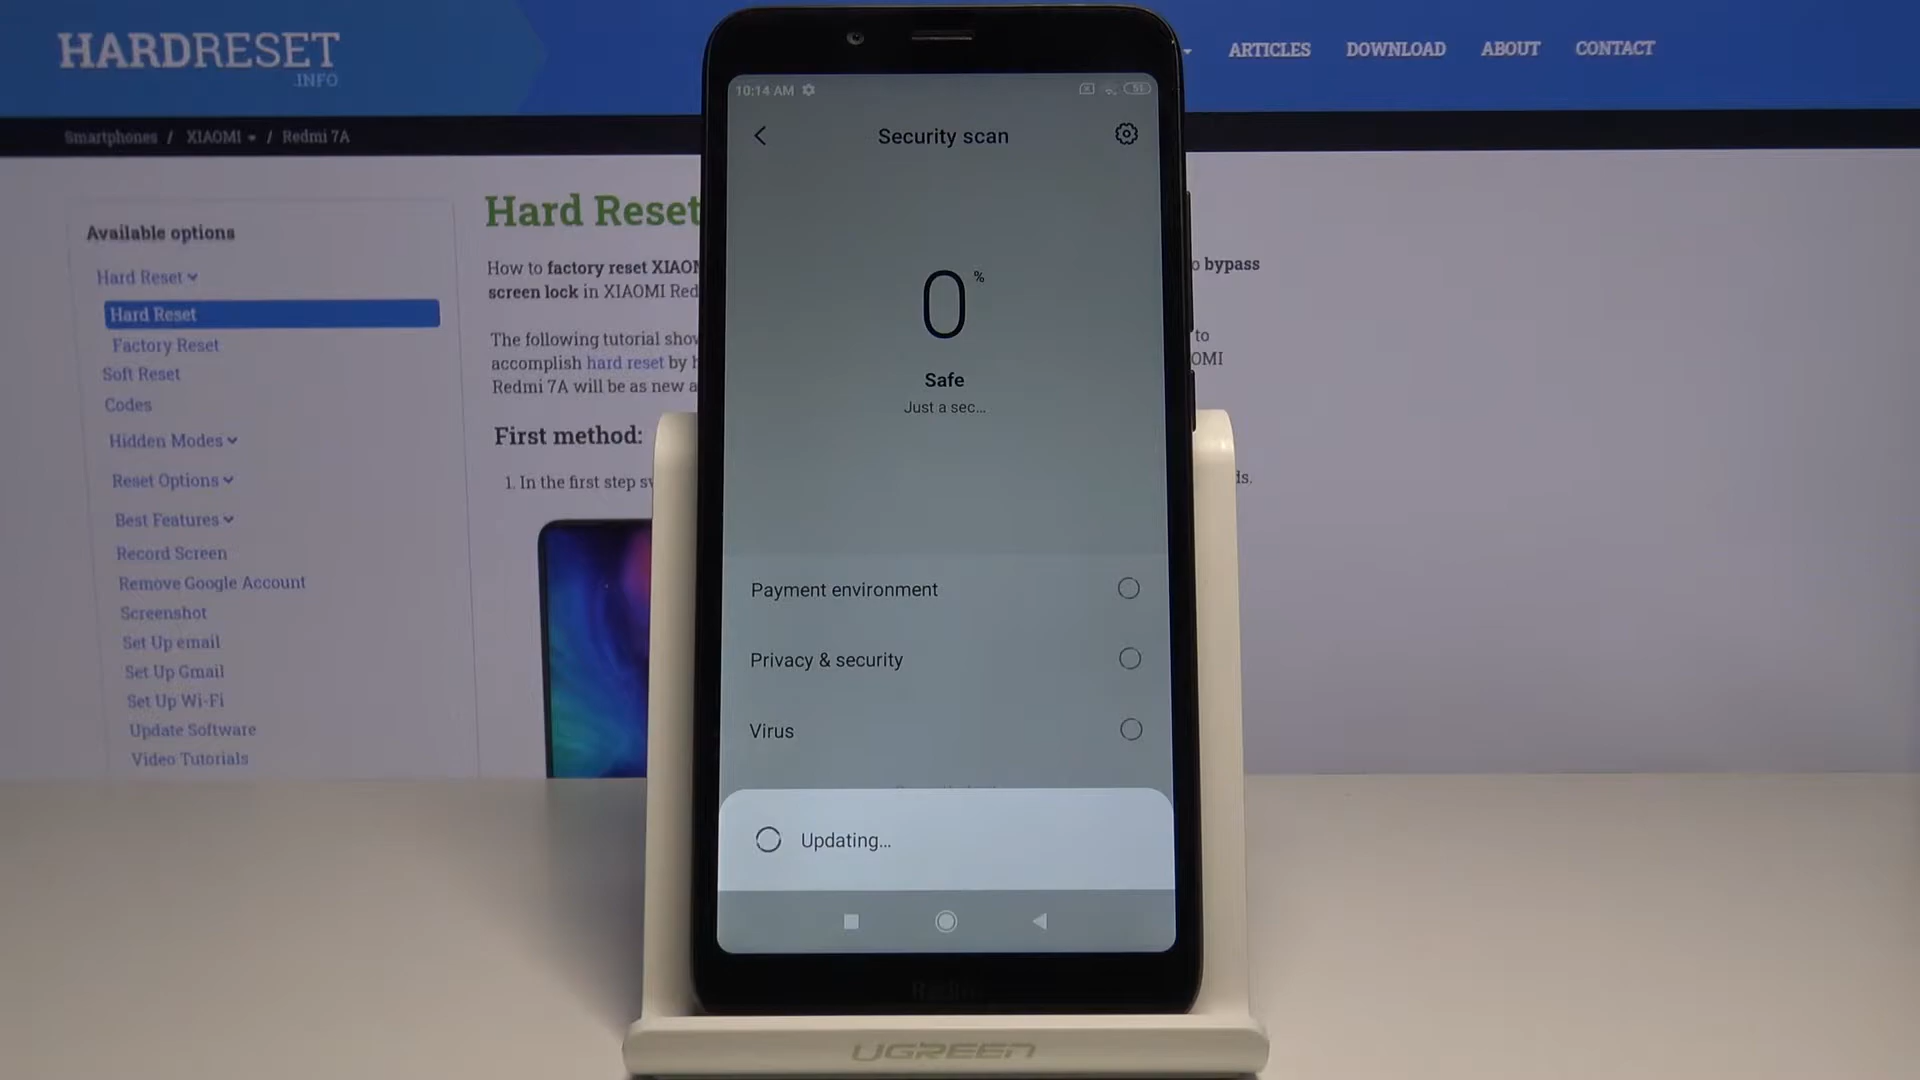 HARDRESET
.INFO
ARTICLES
DOWNLOAD
ABOUT
CONTACT
Smartphones / XIAOMI / Redmi 7A
Available options
Hard Reset
Hard Reset
Factory Reset
Soft Reset
Codes
Hidden Modes
Reset Options
Best Features
Record Screen
Remove Google Account
Screenshot
Set Up email
Set Up Gmail
Set Up Wi-Fi
Update Software
Video Tutorials
Hard Reset
How to factory reset
bypass
screen lock in XIAOMI
The following tutorial
to
accomplish hard reset by
Redmi 7A will be as new
First method:
1. In the first step
10:14 AM
51
Security scan
0%
Safe
Just a sec...
Payment environment
Privacy & security
Virus
Updating...
UGREEN